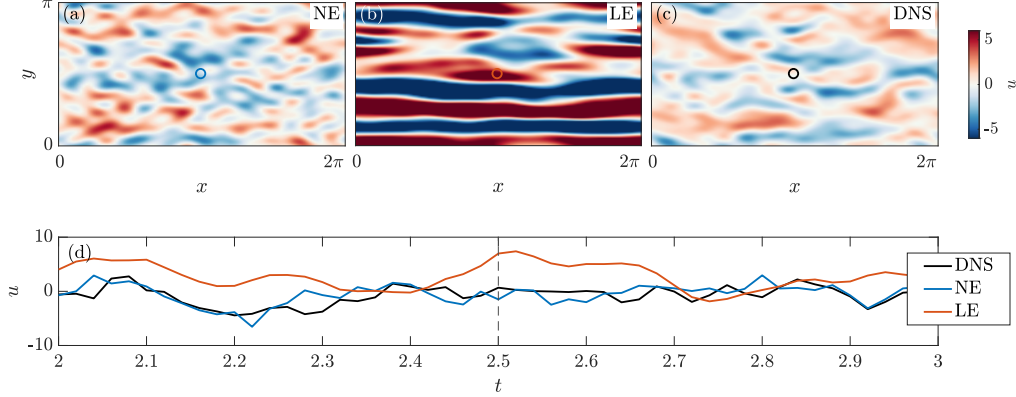 (a) NE
(b) LE
(c) DNS
π
y
0
0 2π
x
0 2π
x
0 2π
x
5
0
-5
u
(d)
10
0
-10
u
2 2.1 2.2 2.3 2.4 2.5 2.6 2.7 2.8 2.9 3
t
DNS
NE
LE